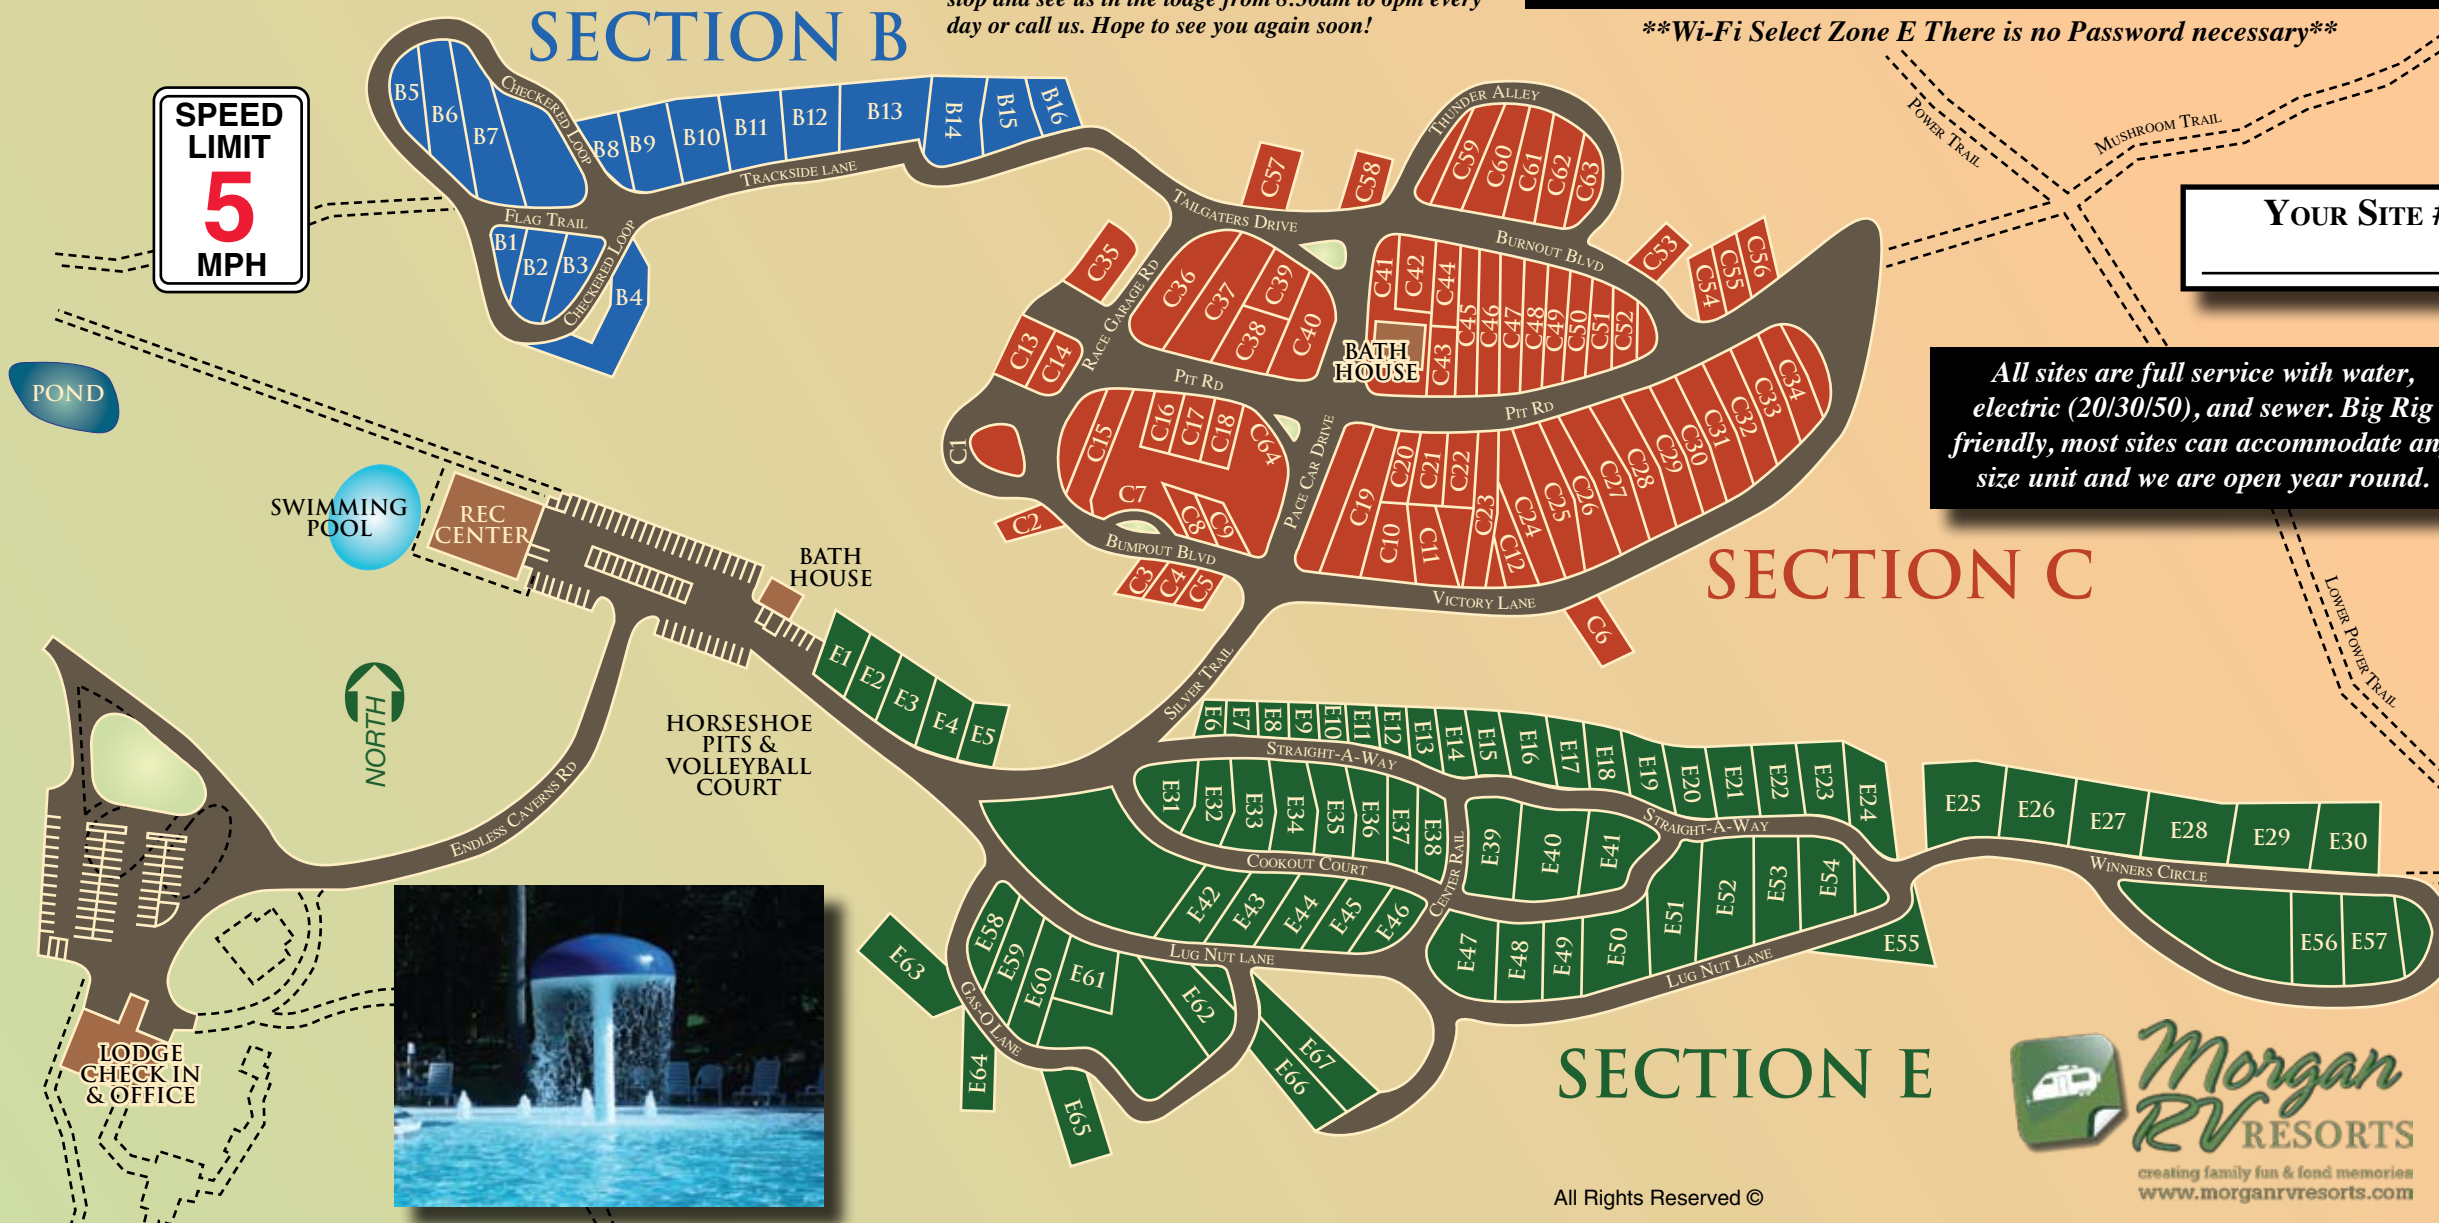 stop and see us in the lodge from 8:30am to 6pm every
day or call us. Hope to see you again soon!
**Wi-Fi Select Zone E There is no Password necessary**
SECTION B
SPEED
LIMIT
5
MPH
B5
B6
B7
CHECKERED LOOP
B8
B9
B10
B11
B12
B13
B14
B15
B16
TRACKSIDE LANE
FLAG TRAIL
B1
B2
B3
B4
CHECKERED LOOP
THUNDER ALLEY
C57
C58
C59
C60
C61
C62
C63
POWER TRAIL
MUSHROOM TRAIL
YOUR SITE #
TAILGATERS DRIVE
BURNOUT BLVD
C53
C54
C55
C56
C35
RACE GARAGE RD
C36
C37
C38
C39
C40
C41
C42
C43
C44
C45
C46
C47
C48
C49
C50
C51
C52
BATH
HOUSE
C13
C14
PIT RD
PIT RD
C1
C15
C16
C17
C18
C64
C7
C8
C9
C2
BUMPOUT BLVD
C3
C4
C5
PACE CAR DRIVE
C19
C20
C21
C22
C23
C10
C11
C12
C24
C25
C26
C27
C28
C29
C30
C31
C32
C33
C34
VICTORY LANE
C6
SECTION C
All sites are full service with water,
electric (20/30/50), and sewer. Big Rig
friendly, most sites can accommodate
size unit and we are open year round.
LOWER POWER TRAIL
POND
SWIMMING
POOL
REC
CENTER
BATH
HOUSE
NORTH
HORSESHOE
PITS &
VOLLEYBALL
COURT
ENDLESS CAVERNS RD
SILVER TRAIL
E1
E2
E3
E4
E5
E6
E7
E8
E9
E10
E11
E12
E13
E14
E15
E16
E17
E18
E19
E20
E21
E22
E23
E24
E25
E26
E27
E28
E29
E30
STRAIGHT-A-WAY
STRAIGHT-A-WAY
WINNERS CIRCLE
E31
E32
E33
E34
E35
E36
E37
E38
CENTER RAIL
E39
E40
E41
COOKOUT COURT
E42
E43
E44
E45
E46
E47
E48
E49
E50
E51
E52
E53
E54
E55
E56
E57
LUG NUT LANE
LUG NUT LANE
E58
E59
E60
E61
E62
E63
E64
E65
E66
E67
GAS-O LANE
LODGE
CHECK IN
& OFFICE
SECTION E
Morgan
RV RESORTS
creating family fun & fond memories
www.morganrvresorts.com
All Rights Reserved ©